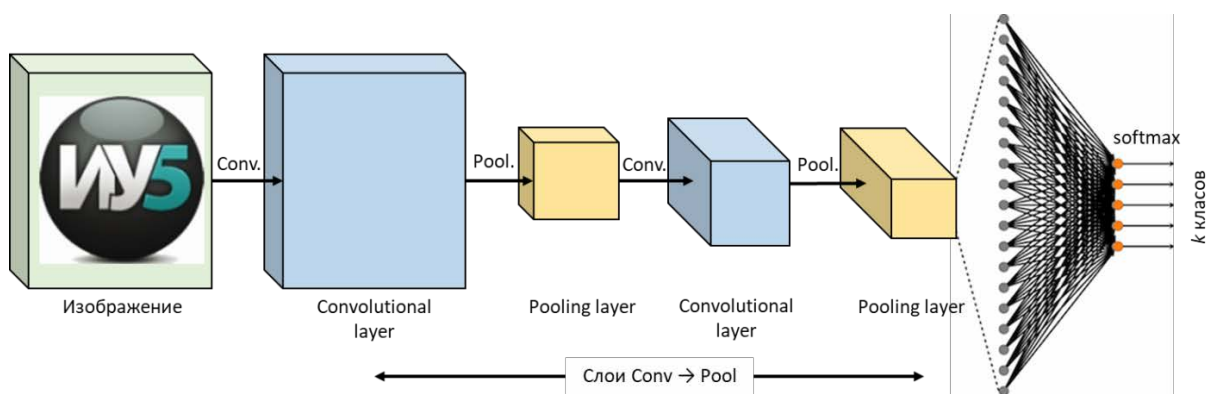 ИУ5
Conv.
Pool.
Conv.
Pool.
softmax
k класов
Изображение
Convolutional
layer
Pooling layer
Convolutional
layer
Pooling layer
Слои Conv → Pool